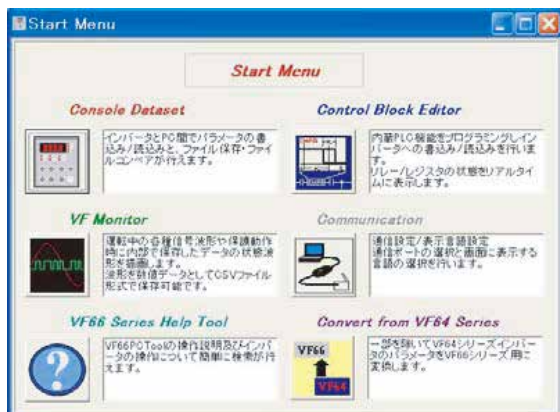 Start Menu
Start Menu
Console Dataset
インバータとPC間でパラメータの書
込み/読込みと、ファイル保存・ファイ
ルコンペアが行えます。
Control Block Editor
内蔵PLC機能をプログラミングしインバ
ータへの書込み/読込みを行いま
す。
リレー/レジスタの状態をリアルタイ
ムに表示します。
VF Monitor
運転中の各種信号波形や保護動作
時に内部で保存したデータの状態波
形を描画します。
波形を数値データとしてCSVファイル
形式で保存可能です。
Communication
通信設定/表示言語設定
通信ポートの選択と画面に表示する
言語の選択を行います。
VF66 Series Help Tool
VF66PCToolの操作説明及びインバ
ータの操作について簡単に検索が行
えます。
Convert from VF64 Series
VF66
VF64
一部を除いてVF64シリーズインバー
タのパラメータをVF66シリーズ用に
変換します。